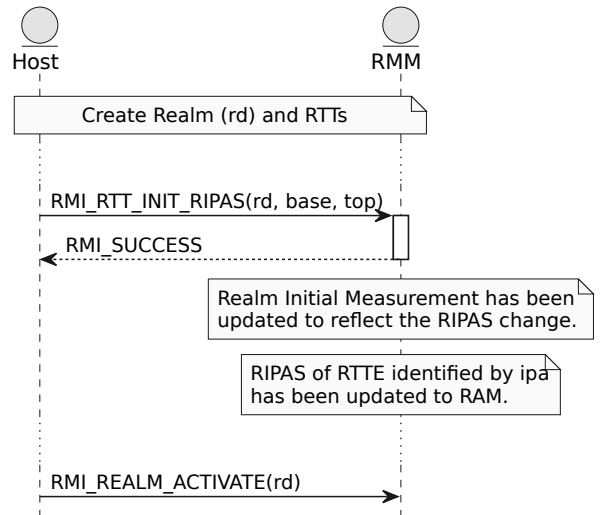 Host
RMM
Create Realm (rd) and RTTs
RMI_RTT_INIT_RIPAS(rd, base, top)
RMI_SUCCESS
Realm Initial Measurement has been
updated to reflect the RIPAS change.
RIPAS of RTTE identified by ipa
has been updated to RAM.
RMI_REALM_ACTIVATE(rd)